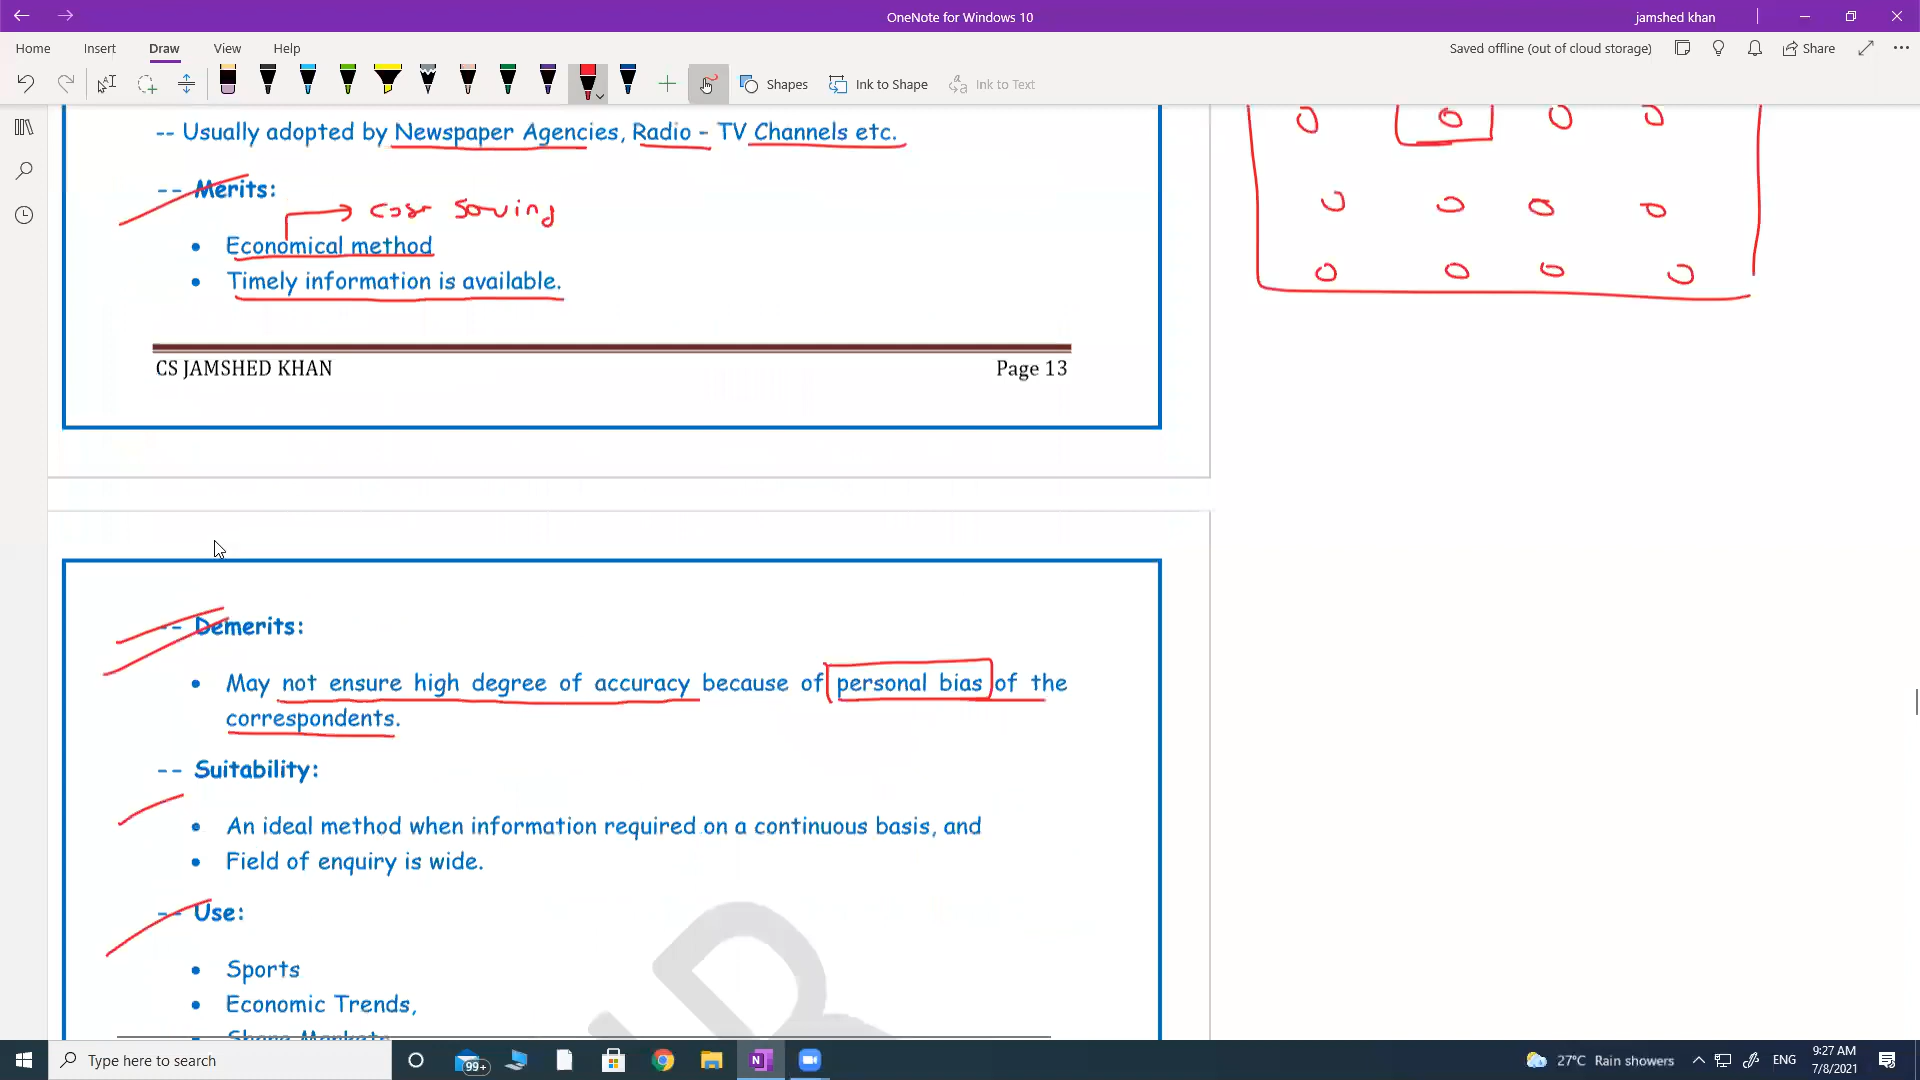 OneNote for Windows 10
jamshed khan
Home Insert Draw View Help
Saved offline (out of cloud storage)
Share
Shapes
Ink to Shape
Ink to Text
-- Usually adopted by Newspaper Agencies, Radio - TV Channels etc.
-- Merits:
Cost Saving
• Economical method
• Timely information is available.
CS JAMSHED KHAN Page 13
-- Demerits:
• May not ensure high degree of accuracy because of personal bias of the
correspondents.
-- Suitability:
• An ideal method when information required on a continuous basis, and
• Field of enquiry is wide.
-- Use:
• Sports
• Economic Trends,
• Share Markets
Type here to search
99+
27°C Rain showers
ENG
9:27 AM
7/8/2021